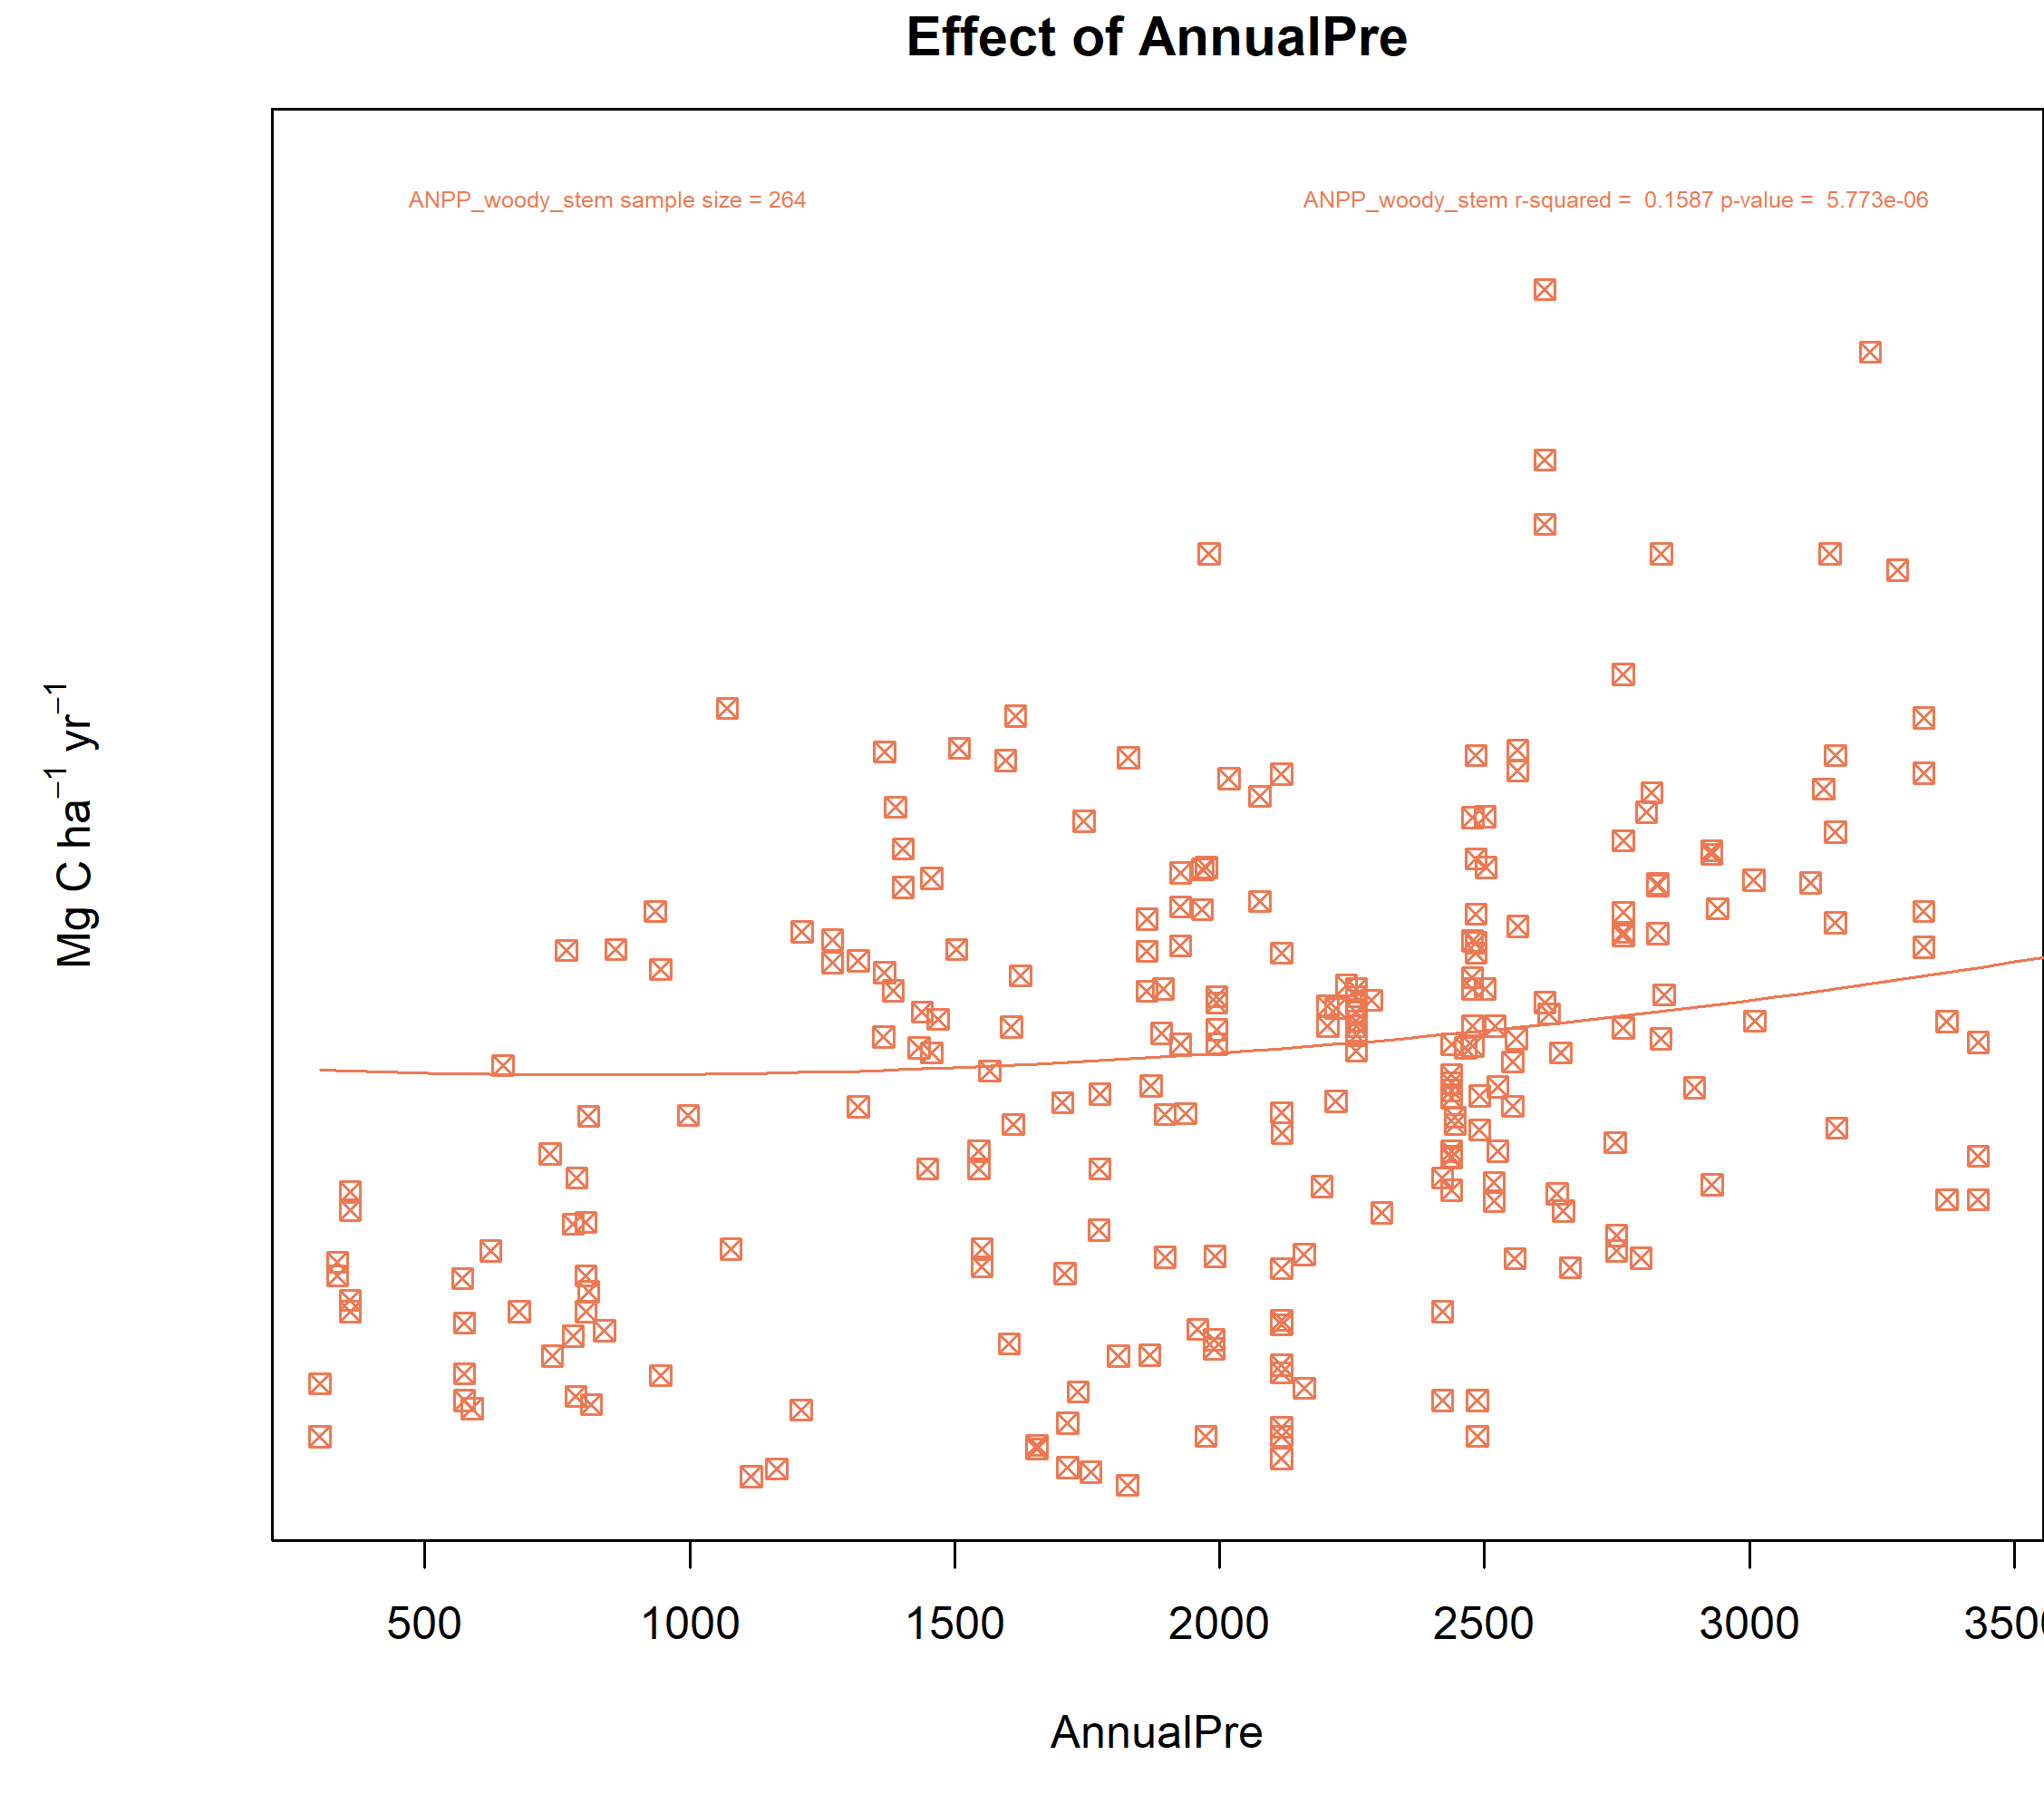 Effect of AnnualPre
ANPP_woody_stem sample size = 264
ANPP_woody_stem r-squared = 0.1587 p-value = 5.773e-06
Mg C ha⁻¹ yr⁻¹
500 1000 1500 2000 2500 3000 3500
AnnualPre